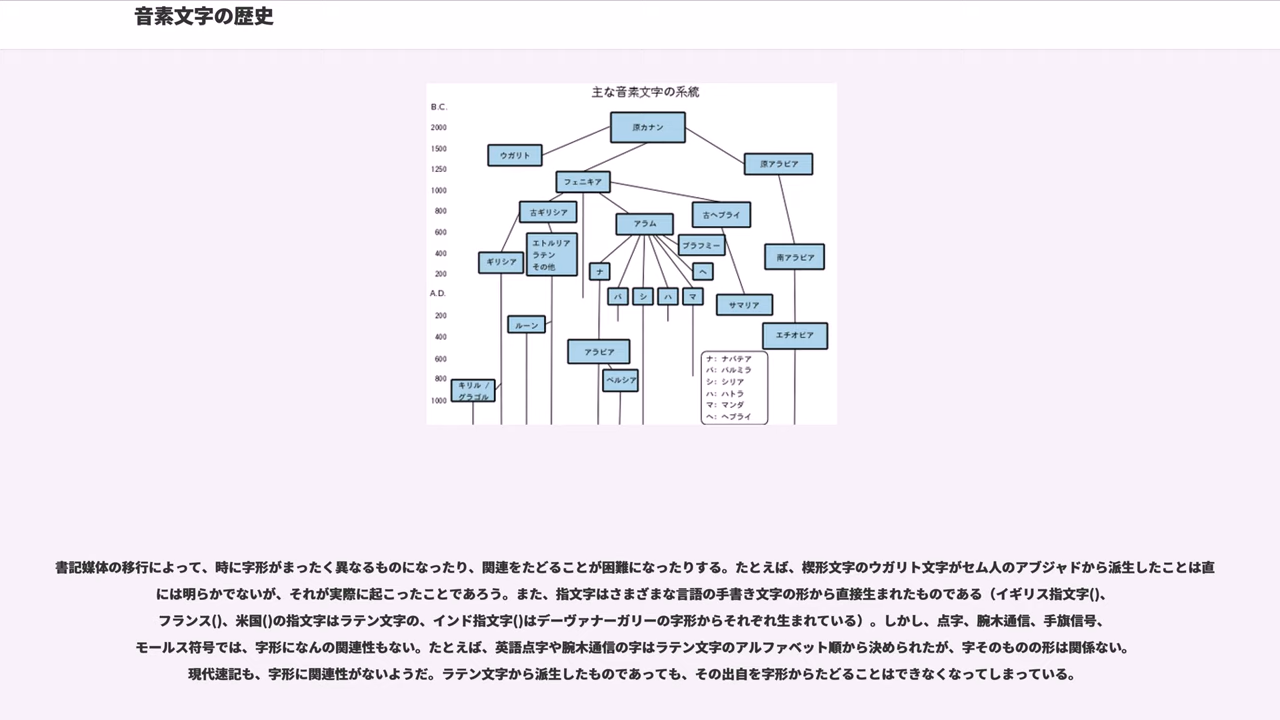 音素文字の歴史
主な音素文字の系統
B.C.
2000
原カナン
1500
ウガリト
原アラビア
1250
フェニキア
1000
800
古ギリシア
アラム
古ヘブライ
600
エトルリア
ラテン
その他
ブラフミー
400
ギリシア
南アラビア
200
ナ
ヘ
A.D.
パ
シ
ハ
マ
サマリア
200
ルーン
400
エチオピア
アラビア
600
800
ペルシア
キリル /
グラゴル
1000
ナ: ナバテア
パ: パルミラ
シ: シリア
ハ: ハトラ
マ: マンダ
ヘ: ヘブライ
書記媒体の移行によって、時に字形がまったく異なるものになったり、関連をたどることが困難になったりする。たとえば、楔形文字のウガリト文字がセム人のアブジャドから派生したことは直
には明らかでないが、それが実際に起こったことであろう。また、指文字はさまざまな言語の手書き文字の形から直接生まれたものである（イギリス指文字()、
フランス()、米国()の指文字はラテン文字の、インド指文字()はデーヴァナーガリーの字形からそれぞれ生まれている）。しかし、点字、腕木通信、手旗信号、
モールス符号では、字形になんの関連性もない。たとえば、英語点字や腕木通信の字はラテン文字のアルファベット順から決められたが、字そのものの形は関係ない。
現代速記も、字形に関連性がないようだ。ラテン文字から派生したものであっても、その出自を字形からたどることはできなくなってしまっている。